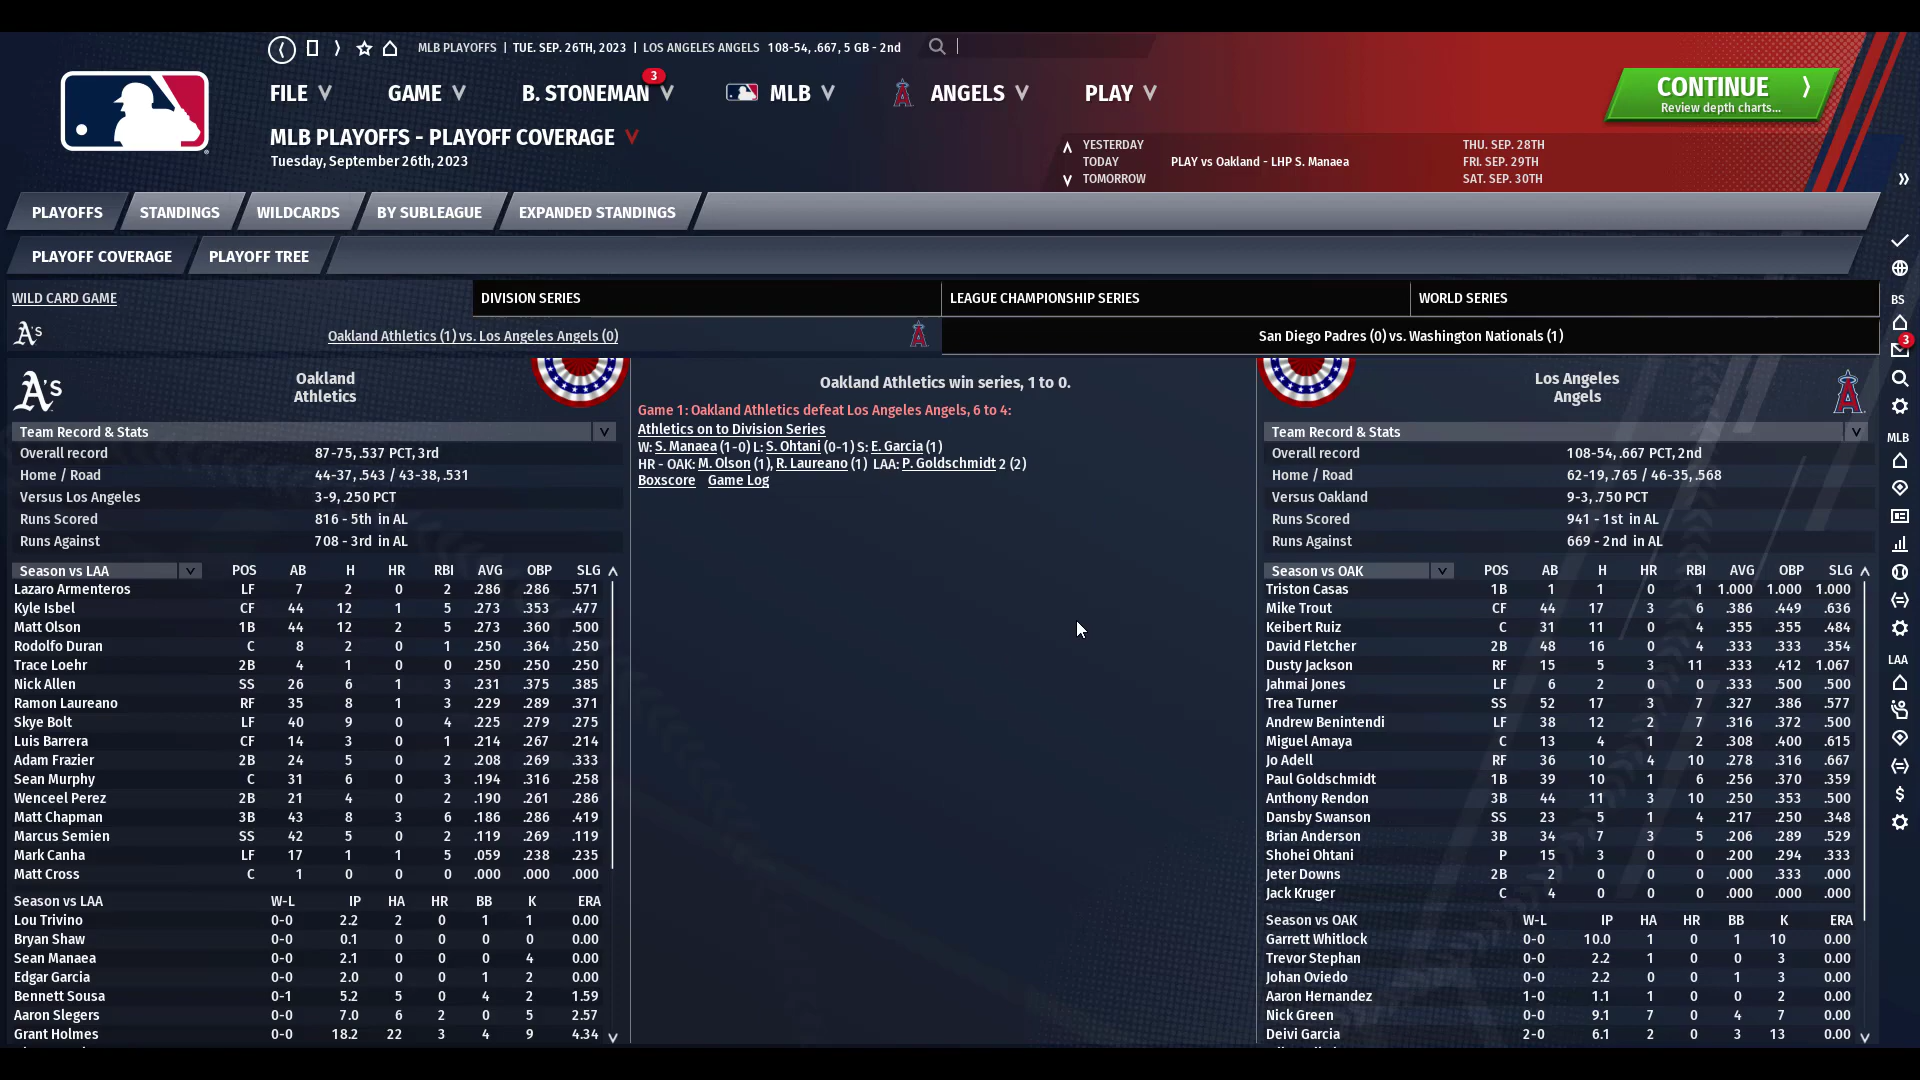 MLB PLAYOFFS | TUE. SEP. 26TH, 2023 | LOS ANGELES ANGELS 108-54, .667, 5 GB - 2nd
FILE GAME B. STONEMAN 3 MLB ANGELS PLAY
CONTINUE
Review depth charts...
MLB PLAYOFFS - PLAYOFF COVERAGE
Tuesday, September 26th, 2023
YESTERDAY THU. SEP. 28TH
TODAY PLAY vs Oakland - LHP S. Manaea FRI. SEP. 29TH
TOMORROW SAT. SEP. 30TH
PLAYOFFS STANDINGS WILDCARDS BY SUBLEAGUE EXPANDED STANDINGS
PLAYOFF COVERAGE PLAYOFF TREE
WILD CARD GAME DIVISION SERIES LEAGUE CHAMPIONSHIP SERIES WORLD SERIES
A's Oakland Athletics (1) vs. Los Angeles Angels (0) A San Diego Padres (0) vs. Washington Nationals (1)
A's
Oakland
Athletics
Team Record & Stats
Overall record 87-75, .537 PCT, 3rd
Home / Road 44-37, .543 / 43-38, .531
Versus Los Angeles 3-9, .250 PCT
Runs Scored 816 - 5th in AL
Runs Against 708 - 3rd in AL
Season vs LAA POS AB H HR RBI AVG OBP SLG
Lazaro Armenteros LF 7 2 0 2 .286 .286 .571
Kyle Isbel CF 44 12 1 5 .273 .353 .477
Matt Olson 1B 44 12 2 5 .273 .360 .500
Rodolfo Duran C 8 2 0 1 .250 .364 .250
Trace Loehr 2B 4 1 0 0 .250 .250 .250
Nick Allen SS 26 6 1 3 .231 .375 .385
Ramon Laureano RF 35 8 1 3 .229 .289 .371
Skye Bolt LF 40 9 0 4 .225 .279 .275
Luis Barrera CF 14 3 0 1 .214 .267 .214
Adam Frazier 2B 24 5 0 2 .208 .269 .333
Sean Murphy C 31 6 0 3 .194 .316 .258
Wenceel Perez 2B 21 4 0 2 .190 .261 .286
Matt Chapman 3B 43 8 3 6 .186 .286 .419
Marcus Semien SS 42 5 0 2 .119 .269 .119
Mark Canha LF 17 1 1 5 .059 .238 .235
Matt Cross C 1 0 0 0 .000 .000 .000
Season vs LAA W-L IP HA HR BB K ERA
Lou Trivino 0-0 2.2 2 0 1 1 0.00
Bryan Shaw 0-0 0.1 0 0 0 0 0.00
Sean Manaea 0-0 2.1 0 0 0 4 0.00
Edgar Garcia 0-0 2.0 0 0 1 2 0.00
Bennett Sousa 0-1 5.2 5 0 4 2 1.59
Aaron Slegers 0-0 7.0 6 2 0 5 2.57
Grant Holmes 0-0 18.2 22 3 4 9 4.34
Oakland Athletics win series, 1 to 0.
Game 1: Oakland Athletics defeat Los Angeles Angels, 6 to 4:
Athletics on to Division Series
W: S. Manaea (1-0) L: S. Ohtani (0-1) S: E. Garcia (1)
HR - OAK: M. Olson (1), R. Laureano (1) LAA: P. Goldschmidt 2 (2)
Boxscore Game Log
Los Angeles
Angels
A
Team Record & Stats
Overall record 108-54, .667 PCT, 2nd
Home / Road 62-19, .765 / 46-35, .568
Versus Oakland 9-3, .750 PCT
Runs Scored 941 - 1st in AL
Runs Against 669 - 2nd in AL
Season vs OAK POS AB H HR RBI AVG OBP SLG
Triston Casas 1B 1 1 0 1 1.000 1.000 1.000
Mike Trout CF 44 17 3 6 .386 .449 .636
Keibert Ruiz C 31 11 0 4 .355 .355 .484
David Fletcher 2B 48 16 0 4 .333 .333 .354
Dusty Jackson RF 15 5 3 11 .333 .412 1.067
Jahmai Jones LF 6 2 0 0 .333 .500 .500
Trea Turner SS 52 17 3 7 .327 .386 .577
Andrew Benintendi LF 38 12 2 7 .316 .372 .500
Miguel Amaya C 13 4 1 2 .308 .400 .615
Jo Adell RF 36 10 4 10 .278 .316 .667
Paul Goldschmidt 1B 39 10 1 6 .256 .370 .359
Anthony Rendon 3B 44 11 3 10 .250 .353 .500
Dansby Swanson SS 23 5 1 4 .217 .250 .348
Brian Anderson 3B 34 7 3 5 .206 .289 .529
Shohei Ohtani P 15 3 0 0 .200 .294 .333
Jeter Downs 2B 2 0 0 0 .000 .333 .000
Jack Kruger C 4 0 0 0 .000 .000 .000
Season vs OAK W-L IP HA HR BB K ERA
Garrett Whitlock 0-0 10.0 1 0 1 10 0.00
Trevor Stephan 0-0 2.2 1 0 0 3 0.00
Johan Oviedo 0-0 2.2 0 0 1 3 0.00
Aaron Hernandez 1-0 1.1 1 0 0 2 0.00
Nick Green 0-0 9.1 7 0 4 7 0.00
Deivi Garcia 2-0 6.1 2 0 3 13 0.00
BS
3
MLB
LAA